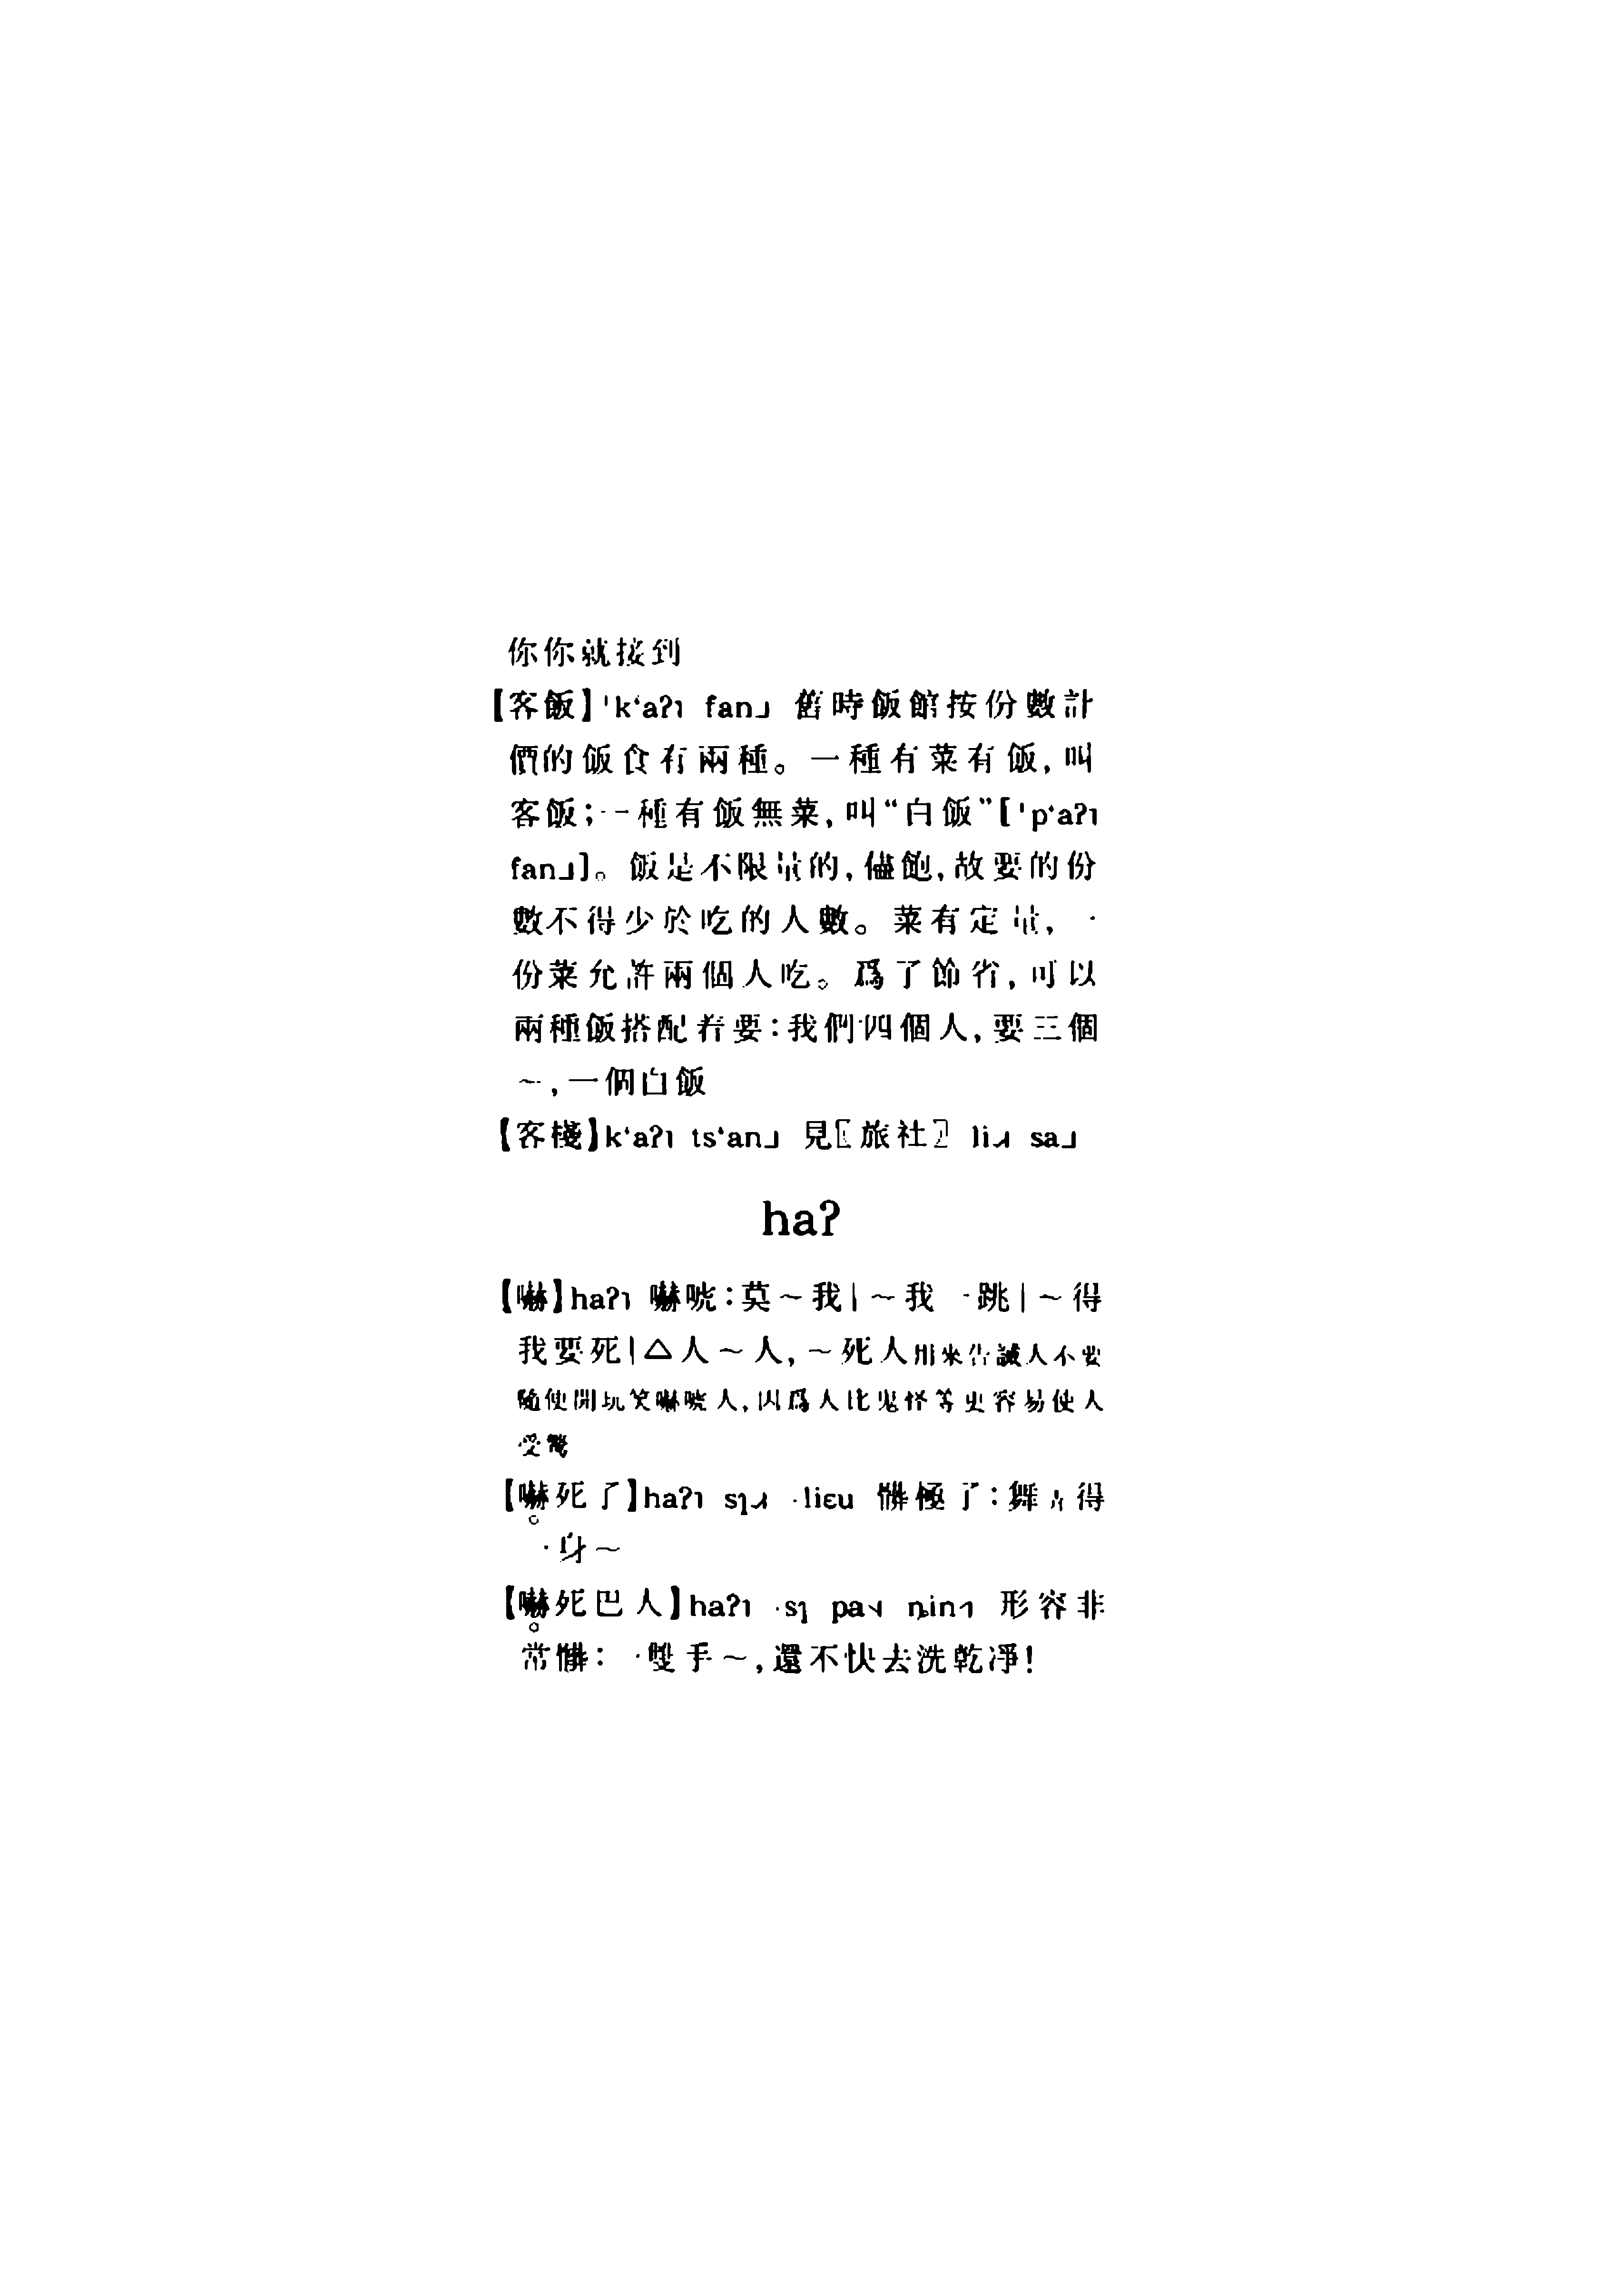 你你就接到
【客飯】ˈkʻaʔ˥ fan˩ 舊時飯館按份數計
價的飯食有兩種。一種有菜有飯,叫
客飯;一種有飯無菜,叫“白飯”[ˈpʻaʔ˥
fan˩]。飯是不限量的,儘飽,故要的份
數不得少於吃的人數。菜有定量,一
份菜允許兩個人吃。爲了節省,可以
兩種飯搭配着要:我們四個人,要三個
~,一個白飯
【客棧】kʻaʔ˥ tsʻan˩ 見〖旅社〗 li˩˧ sa˩
haʔ
【嚇】haʔ˥ 嚇唬:莫~我|~我一跳|~得
我要死|△人~人,~死人用來告誡人不要
隨便開玩笑嚇唬人,因爲人比鬼怪等更容易使人
受驚
【嚇死了】haʔ˥ sɿ˩˧ ·liɛu 髒極了:舞得
一身~
【嚇死巴人】haʔ˥ ·sɿ pa ȵin 形容非
常髒:一雙手~,還不快去洗乾凈!